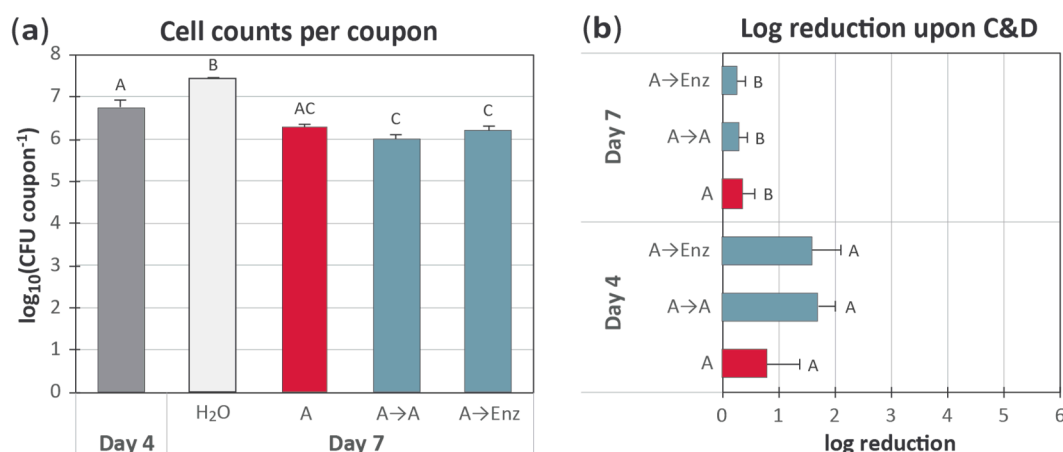 (a)
Cell counts per coupon
log₁₀(CFU coupon⁻¹)
8
7
6
5
4
3
2
1
0
A
B
AC
C
C
H₂O
A
A→A
A→Enz
Day 4
Day 7
(b)
Log reduction upon C&D
Day 7
A→Enz
B
A→A
B
A
B
Day 4
A→Enz
A
A→A
A
A
A
0 1 2 3 4 5 6
log reduction